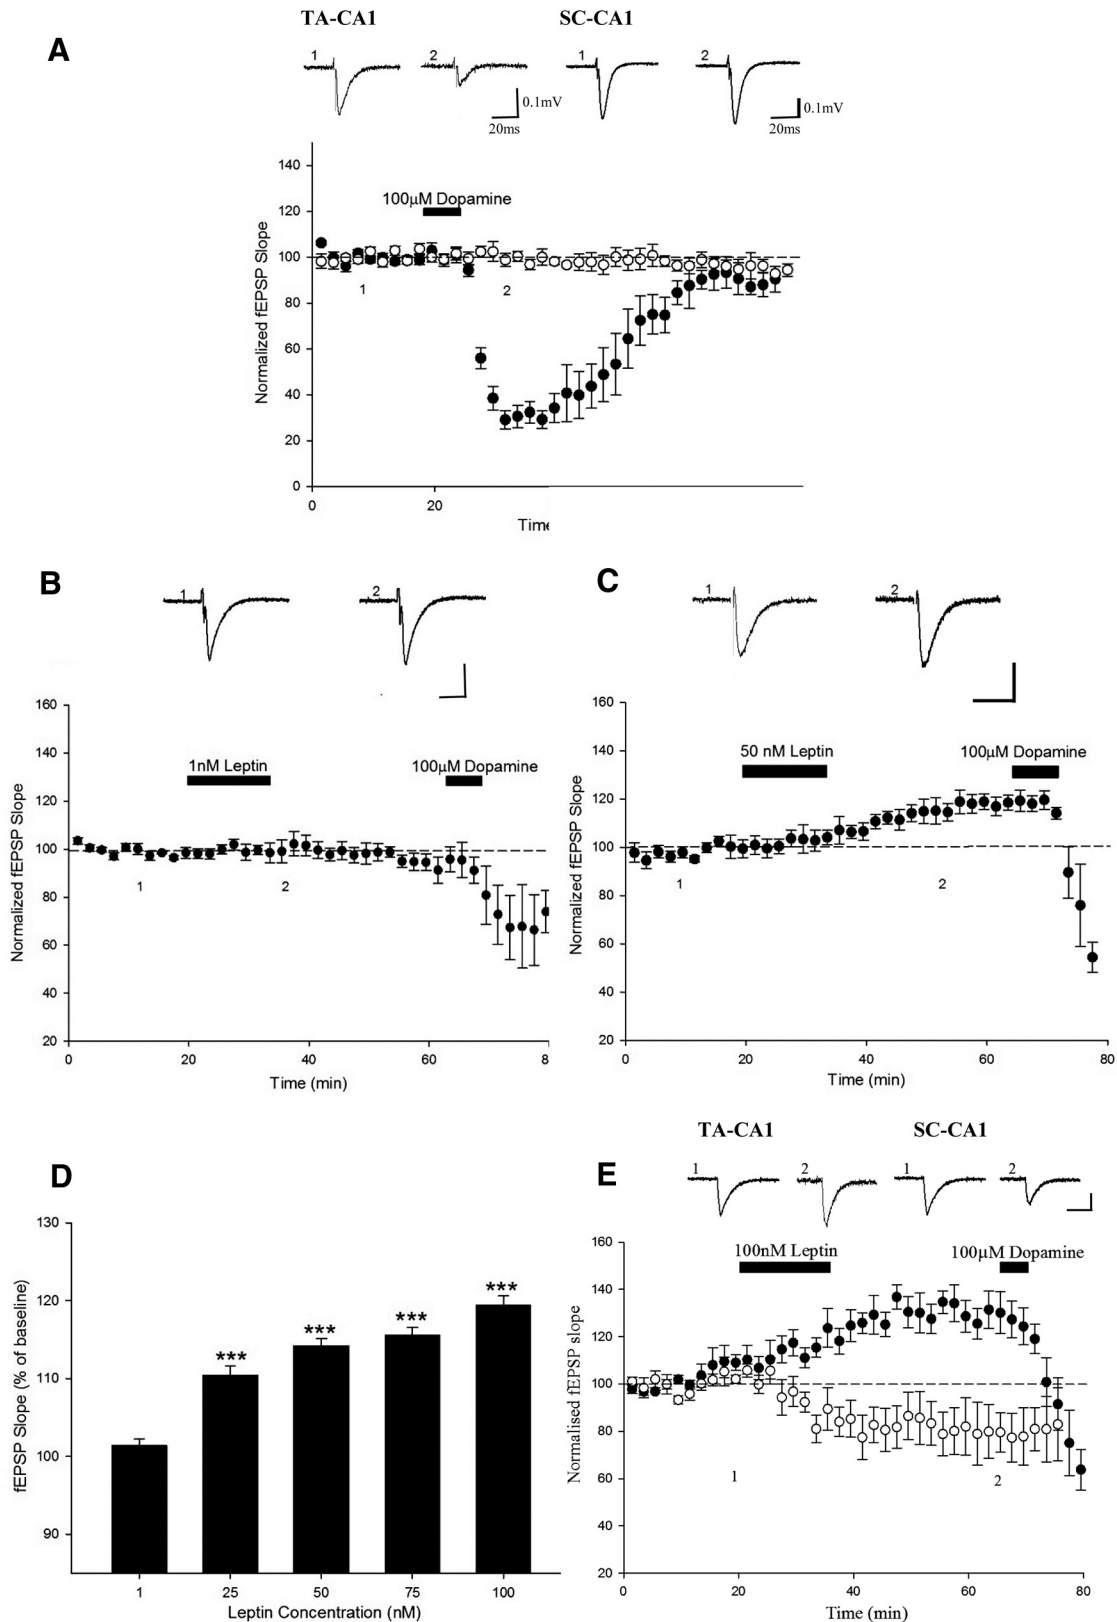 TA-CA1 SC-CA1
A
1 2 1 2
0.1mV 0.1mV
20ms 20ms
140
120
100
80
60
40
20
0
Normalized fEPSP Slope
100µM Dopamine
1 2
0 20
Time
B
1 2
160
140
120
100
80
60
40
20
Normalized fEPSP Slope
1nM Leptin 100µM Dopamine
1 2
0 20 40 60 8
Time (min)
C
1 2
160
140
120
100
80
60
40
20
Normalized fEPSP Slope
50 nM Leptin 100µM Dopamine
1 2
0 20 40 60 80
Time (min)
D
130
120
110
100
90
fEPSP Slope (% of baseline)
*** *** *** ***
1 25 50 75 100
Leptin Concentration (nM)
TA-CA1 SC-CA1
E
1 2 1 2
160
140
120
100
80
60
40
20
Normalised fEPSP slope
100nM Leptin 100µM Dopamine
1 2
0 20 40 60 80
Time (min)